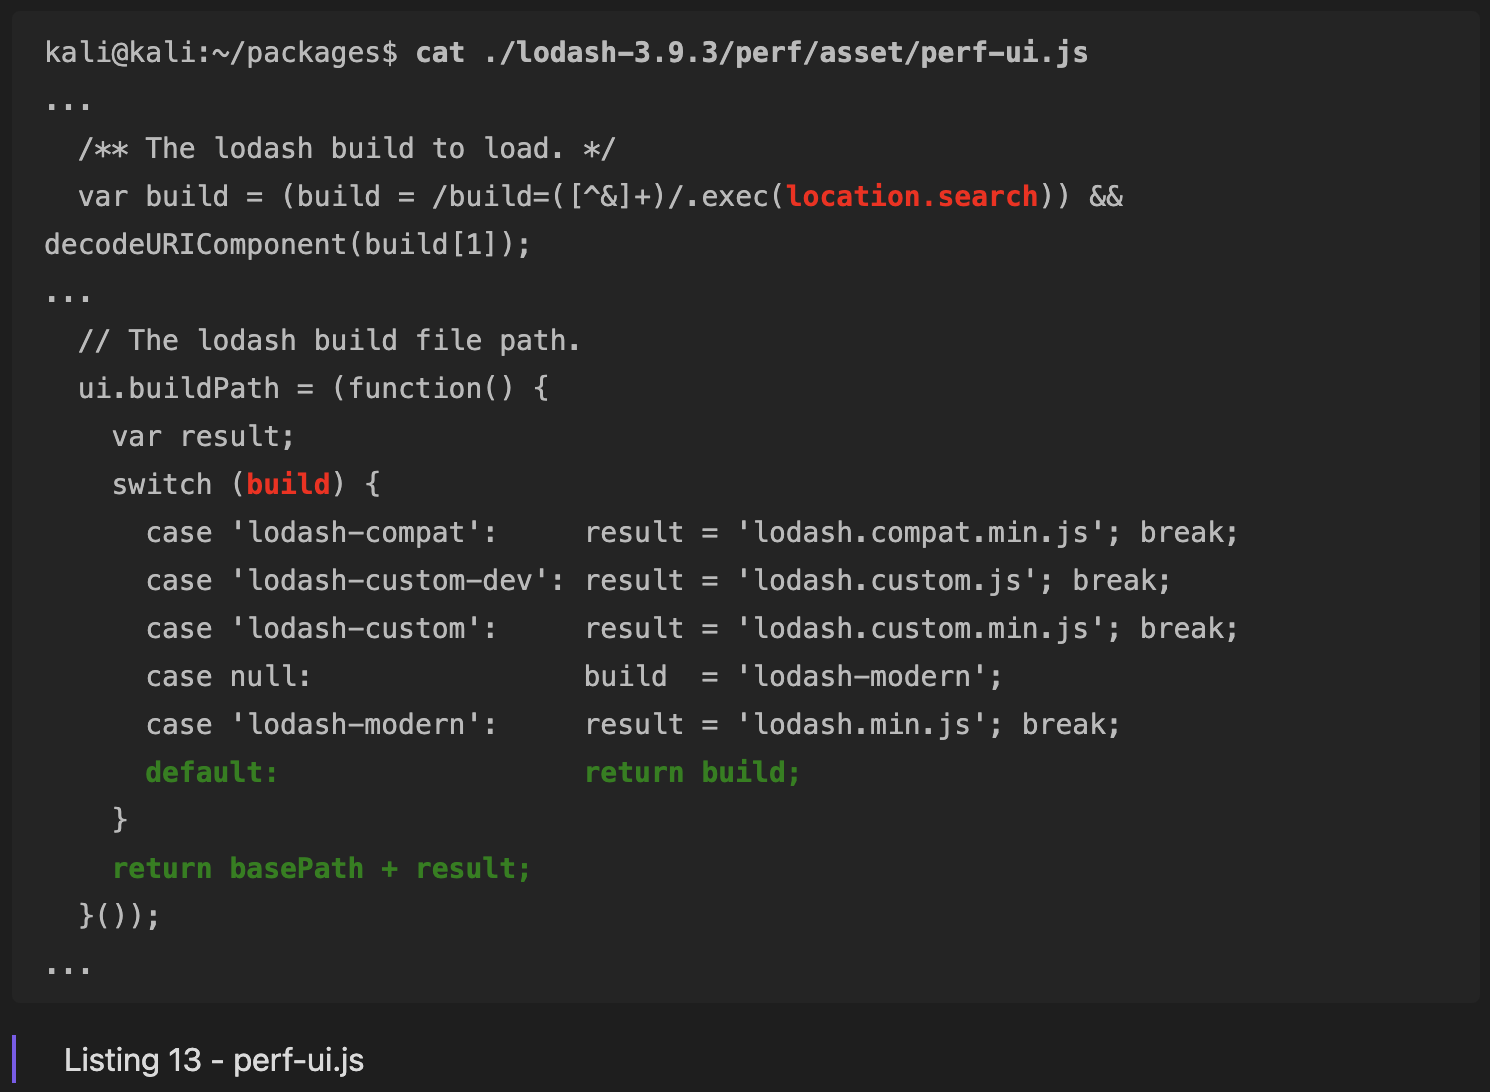 kali@kali:~/packages$ cat ./lodash-3.9.3/perf/asset/perf-ui.js
...
  /** The lodash build to load. */
  var build = (build = /build=([^&]+)/.exec(location.search)) &&
decodeURIComponent(build[1]);
...
  // The lodash build file path.
  ui.buildPath = (function() {
    var result;
    switch (build) {
      case 'lodash-compat':     result = 'lodash.compat.min.js'; break;
      case 'lodash-custom-dev': result = 'lodash.custom.js'; break;
      case 'lodash-custom':     result = 'lodash.custom.min.js'; break;
      case null:                build  = 'lodash-modern';
      case 'lodash-modern':     result = 'lodash.min.js'; break;
      default:                  return build;
    }
    return basePath + result;
  }());
...
Listing 13 - perf-ui.js